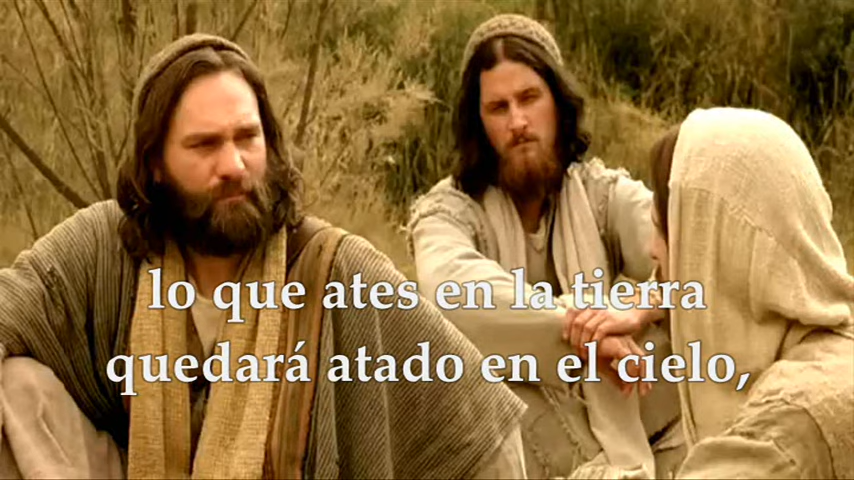 lo que ates en la tierra
quedará atado en el cielo,